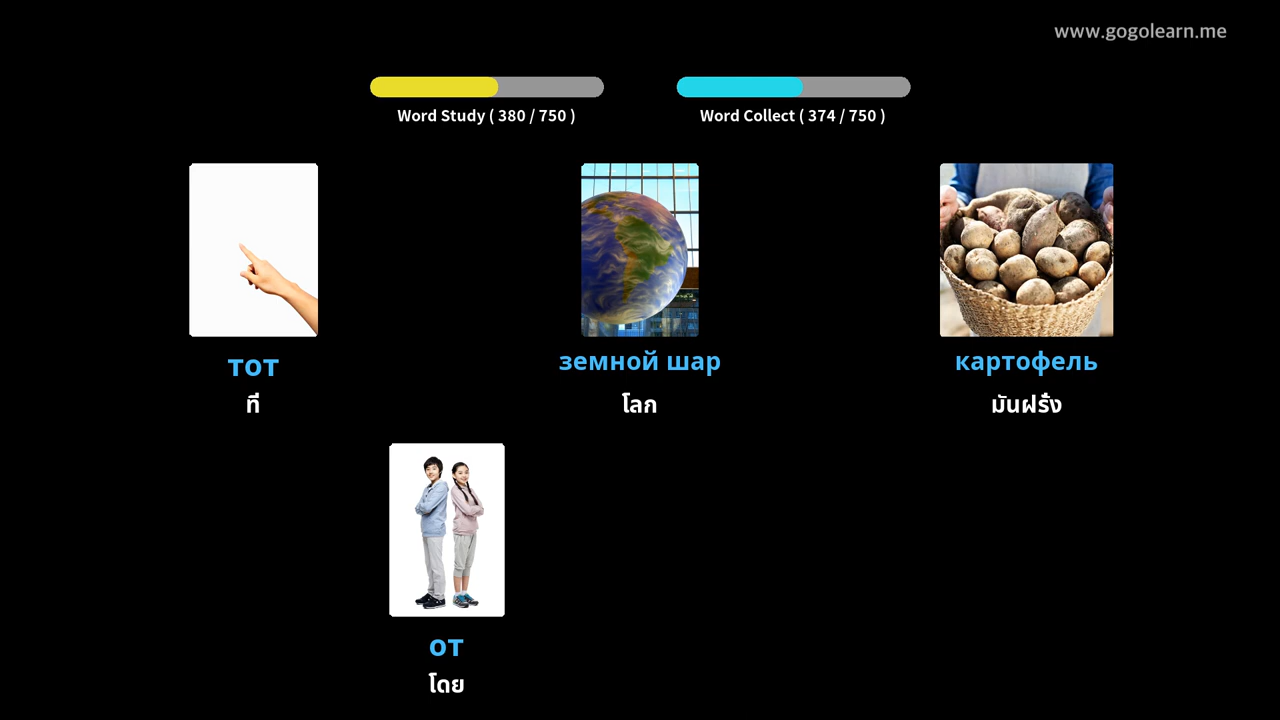 www.gogolearn.me
Word Study ( 380 / 750 )
Word Collect ( 374 / 750 )
тот
ที่
земной шар
โลก
картофель
มันฝรั่ง
от
โดย